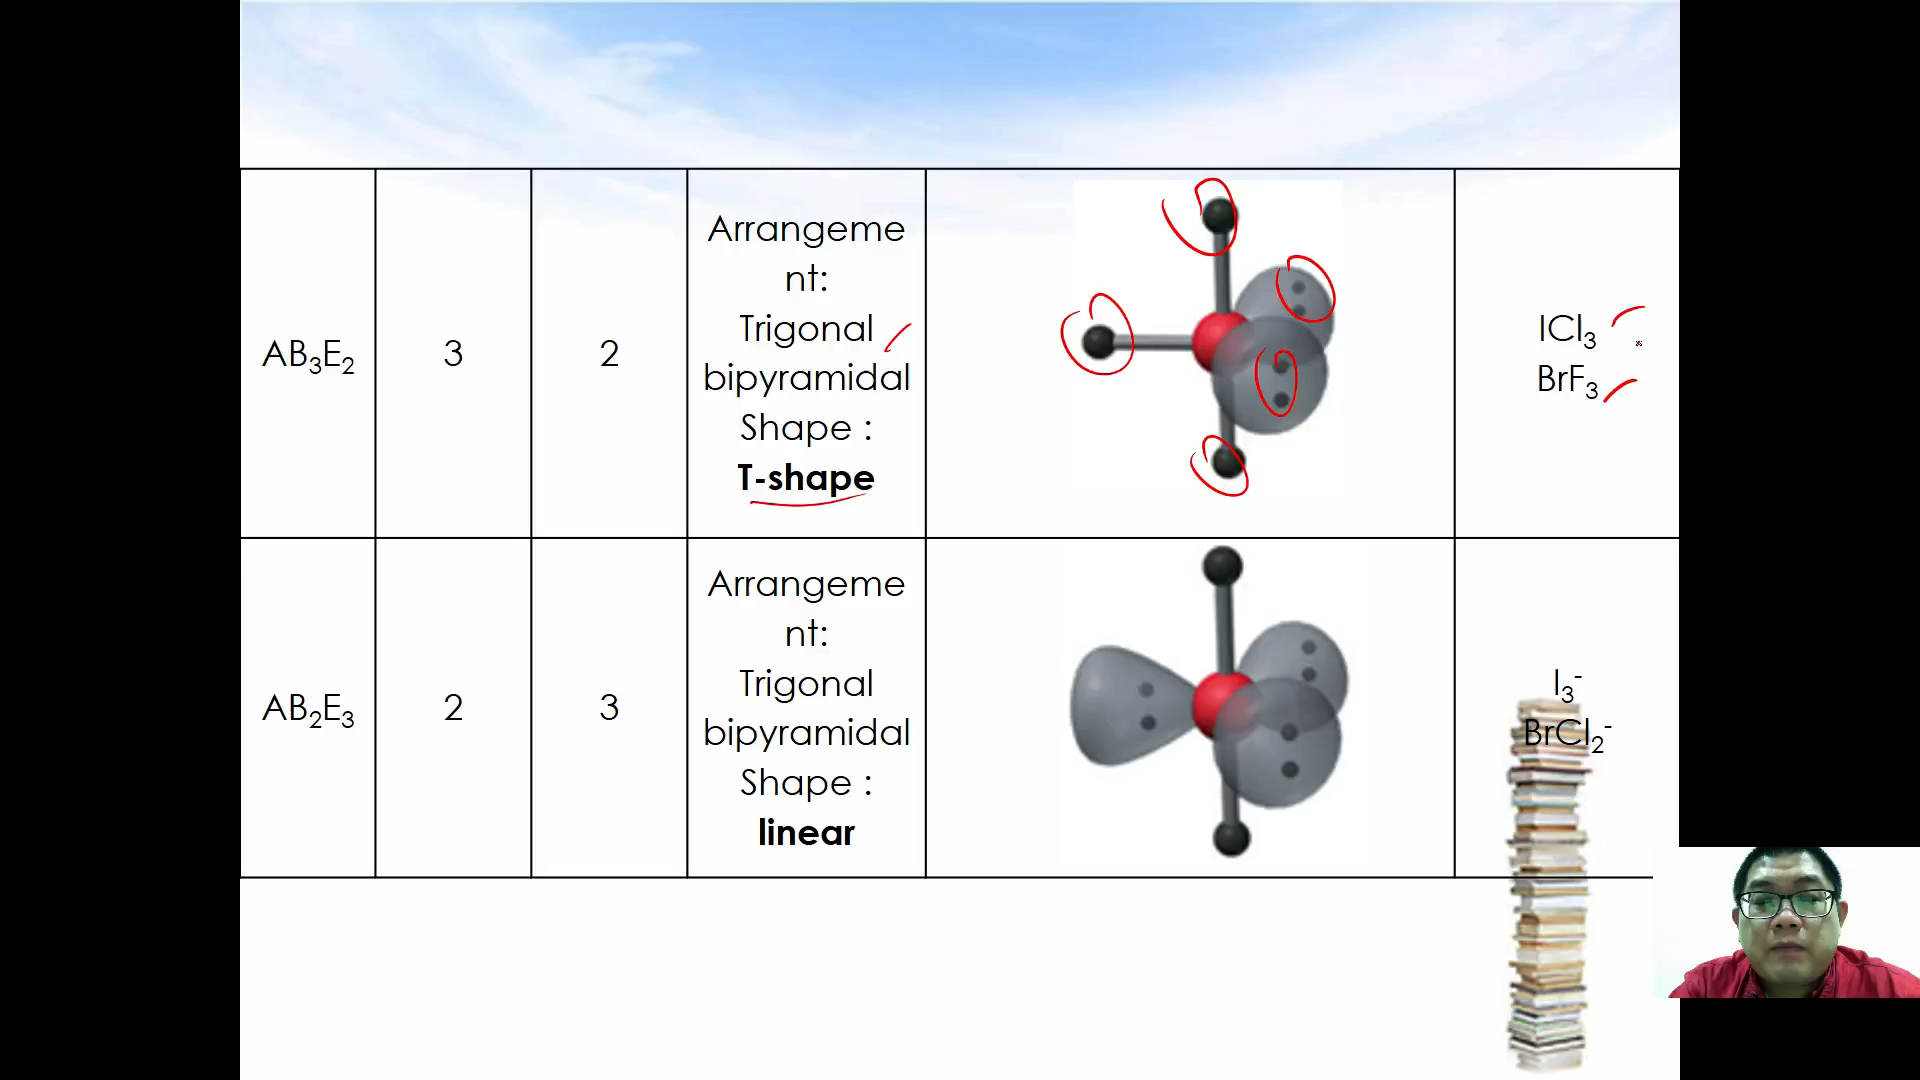 AB₃E₂
3
2
Arrangeme
nt:
Trigonal
bipyramidal
Shape :
T-shape
ICl₃
BrF₃
AB₂E₃
2
3
Arrangeme
nt:
Trigonal
bipyramidal
Shape :
linear
I₃⁻
BrCl₂⁻